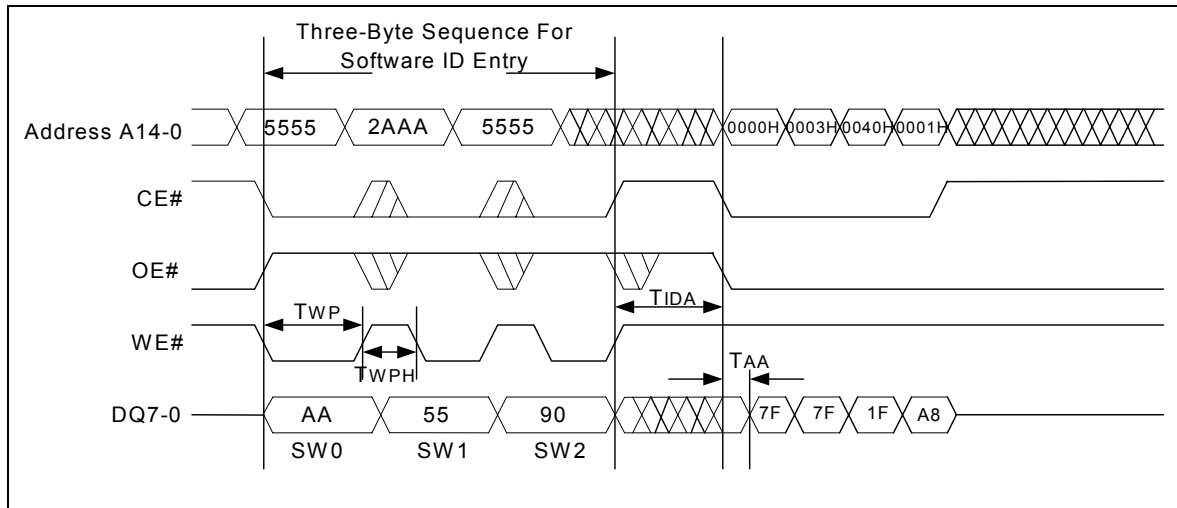 Three-Byte Sequence For
Software ID Entry
Address A14-0
5555
2AAA
5555
0000H
0003H
0040H
0001H
CE#
OE#
TIDA
TWP
WE#
TWPH
TAA
DQ7-0
AA
55
90
7F
7F
1F
A8
SW0
SW1
SW2